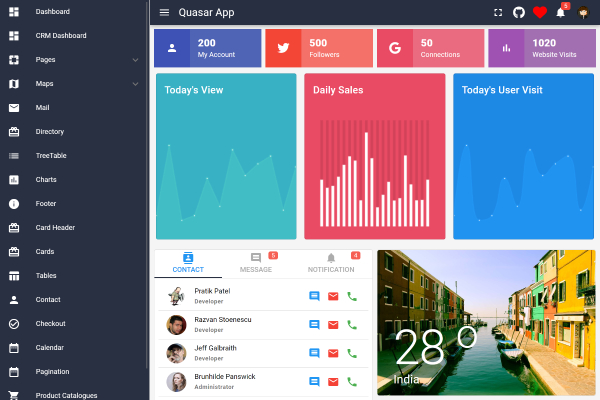 Quasar App
5
Dashboard
CRM Dashboard
Pages
Maps
Mail
Directory
TreeTable
Charts
Footer
Card Header
Cards
Tables
Contact
Checkout
Calendar
Pagination
Product Catalogues
200
My Account
500
Followers
50
Connections
1020
Website Visits
Today's View
Daily Sales
Today's User Visit
CONTACT
MESSAGE
5
NOTIFICATION
4
Pratik Patel
Developer
Razvan Stoenescu
Developer
Jeff Galbraith
Developer
Brunhilde Panswick
Administrator
28 °
India